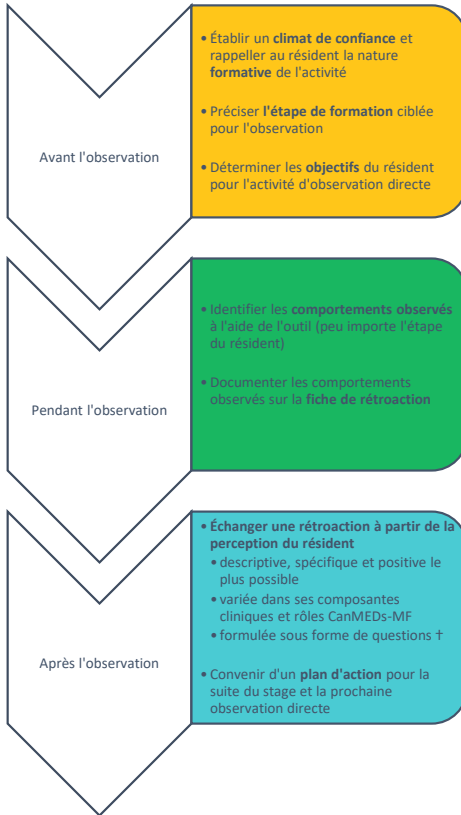 Avant l'observation
• Établir un climat de confiance et
rappeler au résident la nature
formative de l'activité
• Préciser l'étape de formation ciblée
pour l'observation
• Déterminer les objectifs du résident
pour l'activité d'observation directe
Pendant l'observation
• Identifier les comportements observés
à l'aide de l'outil (peu importe l'étape
du résident)
• Documenter les comportements
observés sur la fiche de rétroaction
Après l'observation
• Échanger une rétroaction à partir de la
perception du résident
• descriptive, spécifique et positive le
plus possible
• variée dans ses composantes
cliniques et rôles CanMEDs-MF
• formulée sous forme de questions †
• Convenir d'un plan d'action pour la
suite du stage et la prochaine
observation directe